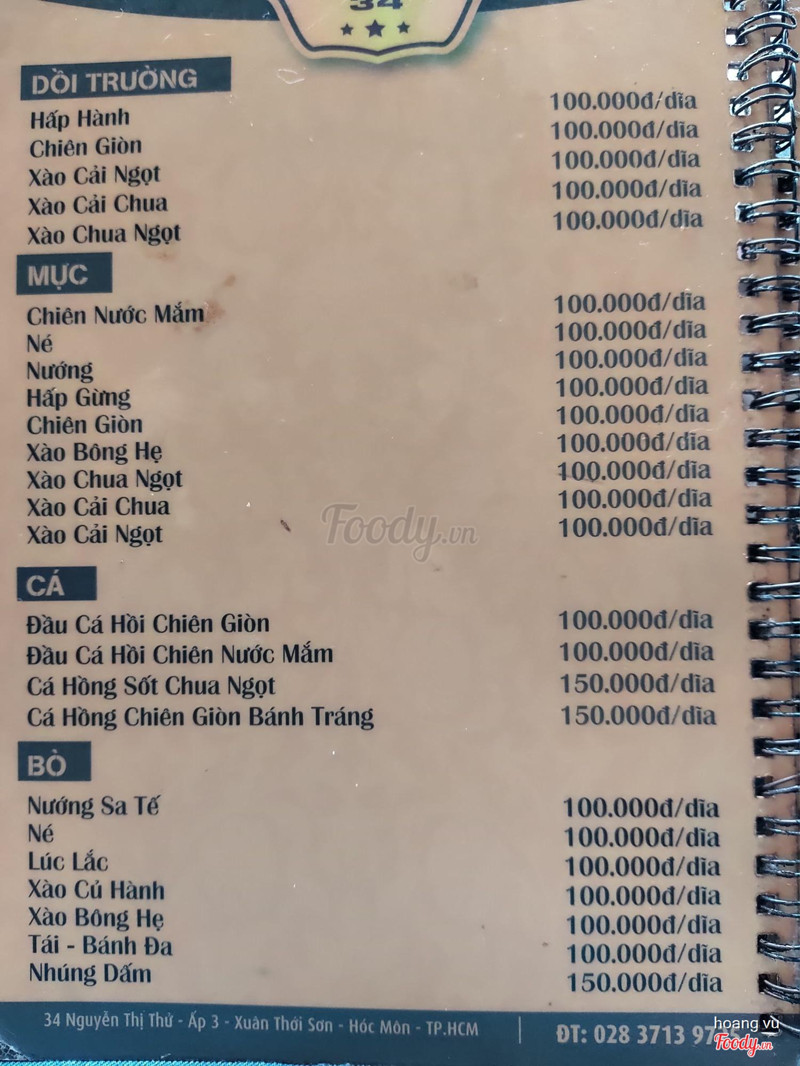 34
DỒI TRƯỜNG
Hấp Hành 100.000đ/dĩa
Chiên Giòn 100.000đ/dĩa
Xào Cải Ngọt 100.000đ/dĩa
Xào Cải Chua 100.000đ/dĩa
Xào Chua Ngọt 100.000đ/dĩa
MỰC
Chiên Nước Mắm 100.000đ/dĩa
Né 100.000đ/dĩa
Nướng 100.000đ/dĩa
Hấp Gừng 100.000đ/dĩa
Chiên Giòn 100.000đ/dĩa
Xào Bông Hẹ 100.000đ/dĩa
Xào Chua Ngọt 100.000đ/dĩa
Xào Cải Chua 100.000đ/dĩa
Xào Cải Ngọt 100.000đ/dĩa
Foody.vn
CÁ
Đầu Cá Hồi Chiên Giòn 100.000đ/dĩa
Đầu Cá Hồi Chiên Nước Mắm 100.000đ/dĩa
Cá Hồng Sốt Chua Ngọt 150.000đ/dĩa
Cá Hồng Chiên Giòn Bánh Tráng 150.000đ/dĩa
BÒ
Nướng Sa Tế 100.000đ/dĩa
Né 100.000đ/dĩa
Lúc Lắc 100.000đ/dĩa
Xào Củ Hành 100.000đ/dĩa
Xào Bông Hẹ 100.000đ/dĩa
Tái - Bánh Đa 100.000đ/dĩa
Nhúng Dấm 150.000đ/dĩa
34 Nguyễn Thị Thử - Ấp 3 - Xuân Thới Sơn - Hóc Môn - TP.HCM | ĐT: 028 3713
hoang vu
Foody.vn